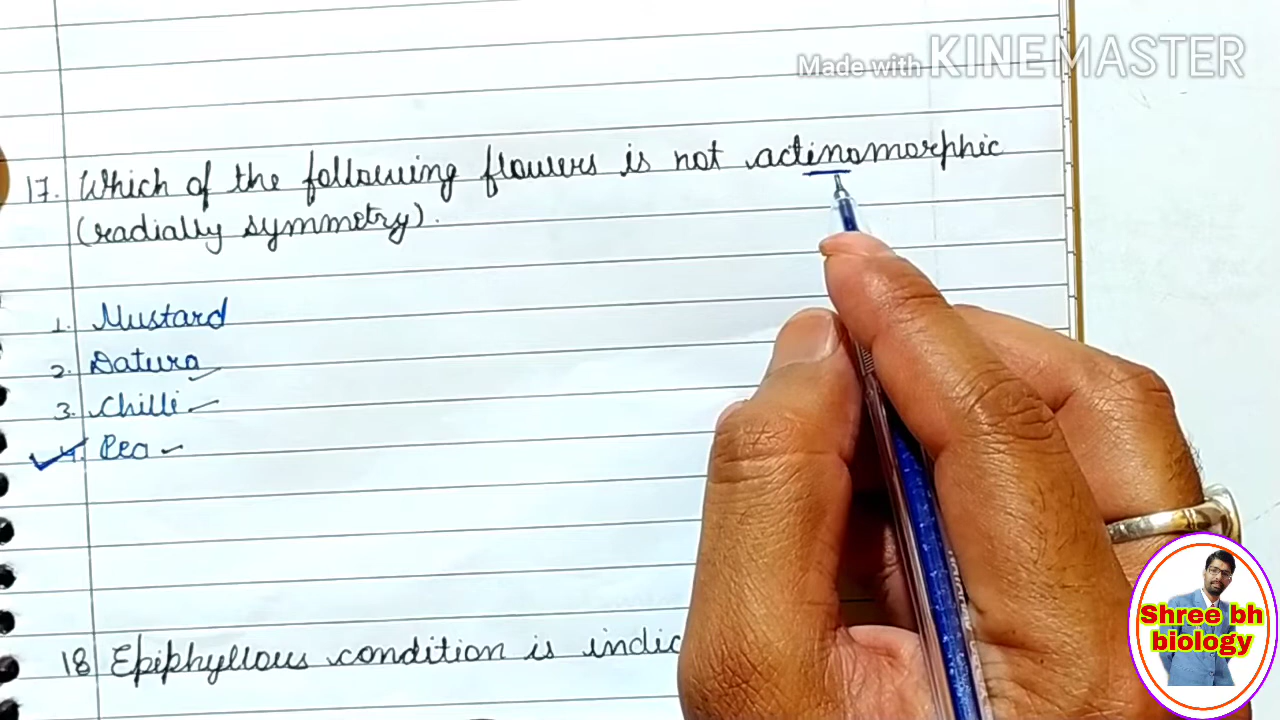 Made with KINEMASTER
17. Which of the following flowers is not actinomorphic
(radially symmetry).
1. Mustard
2. Datura
3. Chilli
4. Pea
18 Epiphyllous condition is indic
Shree bh
biology